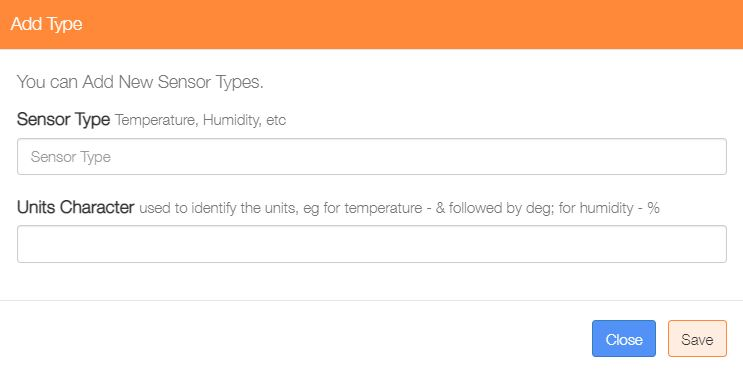 Add Type
You can Add New Sensor Types.
Sensor Type Temperature, Humidity, etc
Sensor Type
Units Character used to identify the units, eg for temperature - & followed by deg; for humidity - %
Close Save